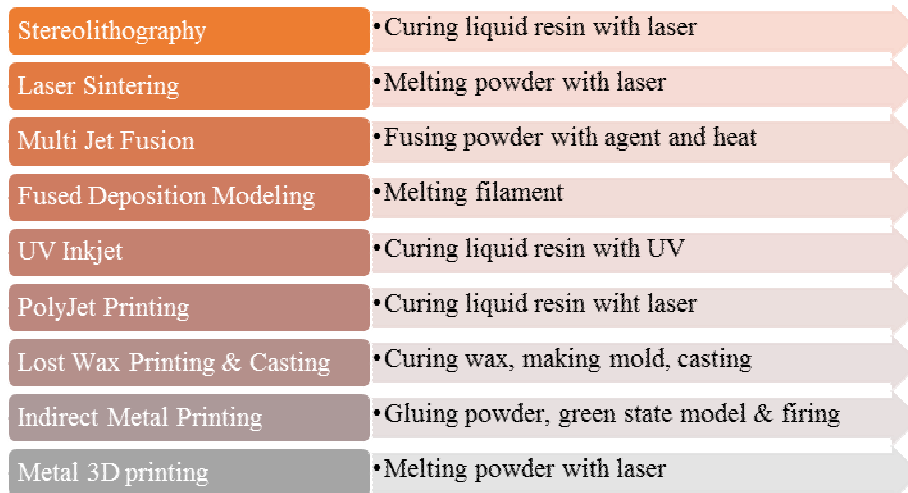 Stereolithography
•Curing liquid resin with laser
Laser Sintering
•Melting powder with laser
Multi Jet Fusion
•Fusing powder with agent and heat
Fused Deposition Modeling
•Melting filament
UV Inkjet
•Curing liquid resin with UV
PolyJet Printing
•Curing liquid resin wiht laser
Lost Wax Printing & Casting
•Curing wax, making mold, casting
Indirect Metal Printing
•Gluing powder, green state model & firing
Metal 3D printing
•Melting powder with laser